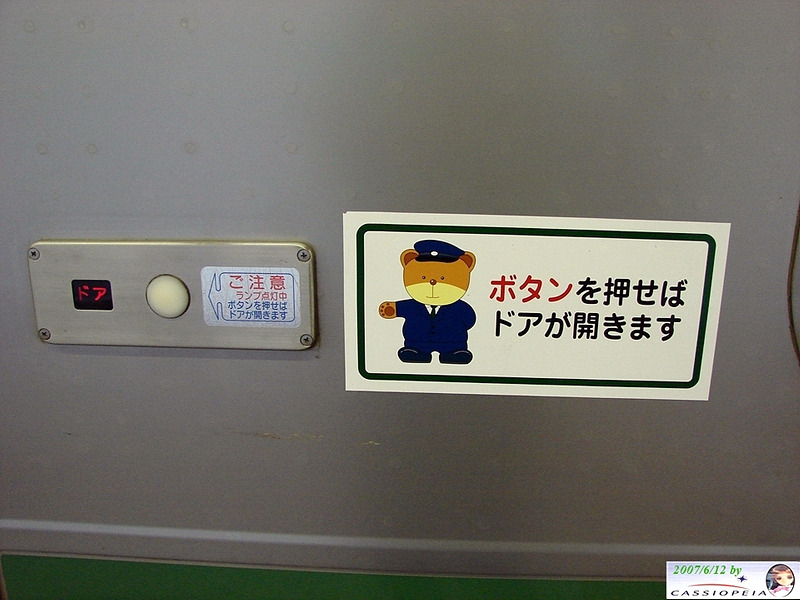 ドア
ご注意
ランプ点灯中
ボタンを押せば
ドアが開きます
ボタンを押せば
ドアが開きます
2007/6/12 by
CASSIOPEIA